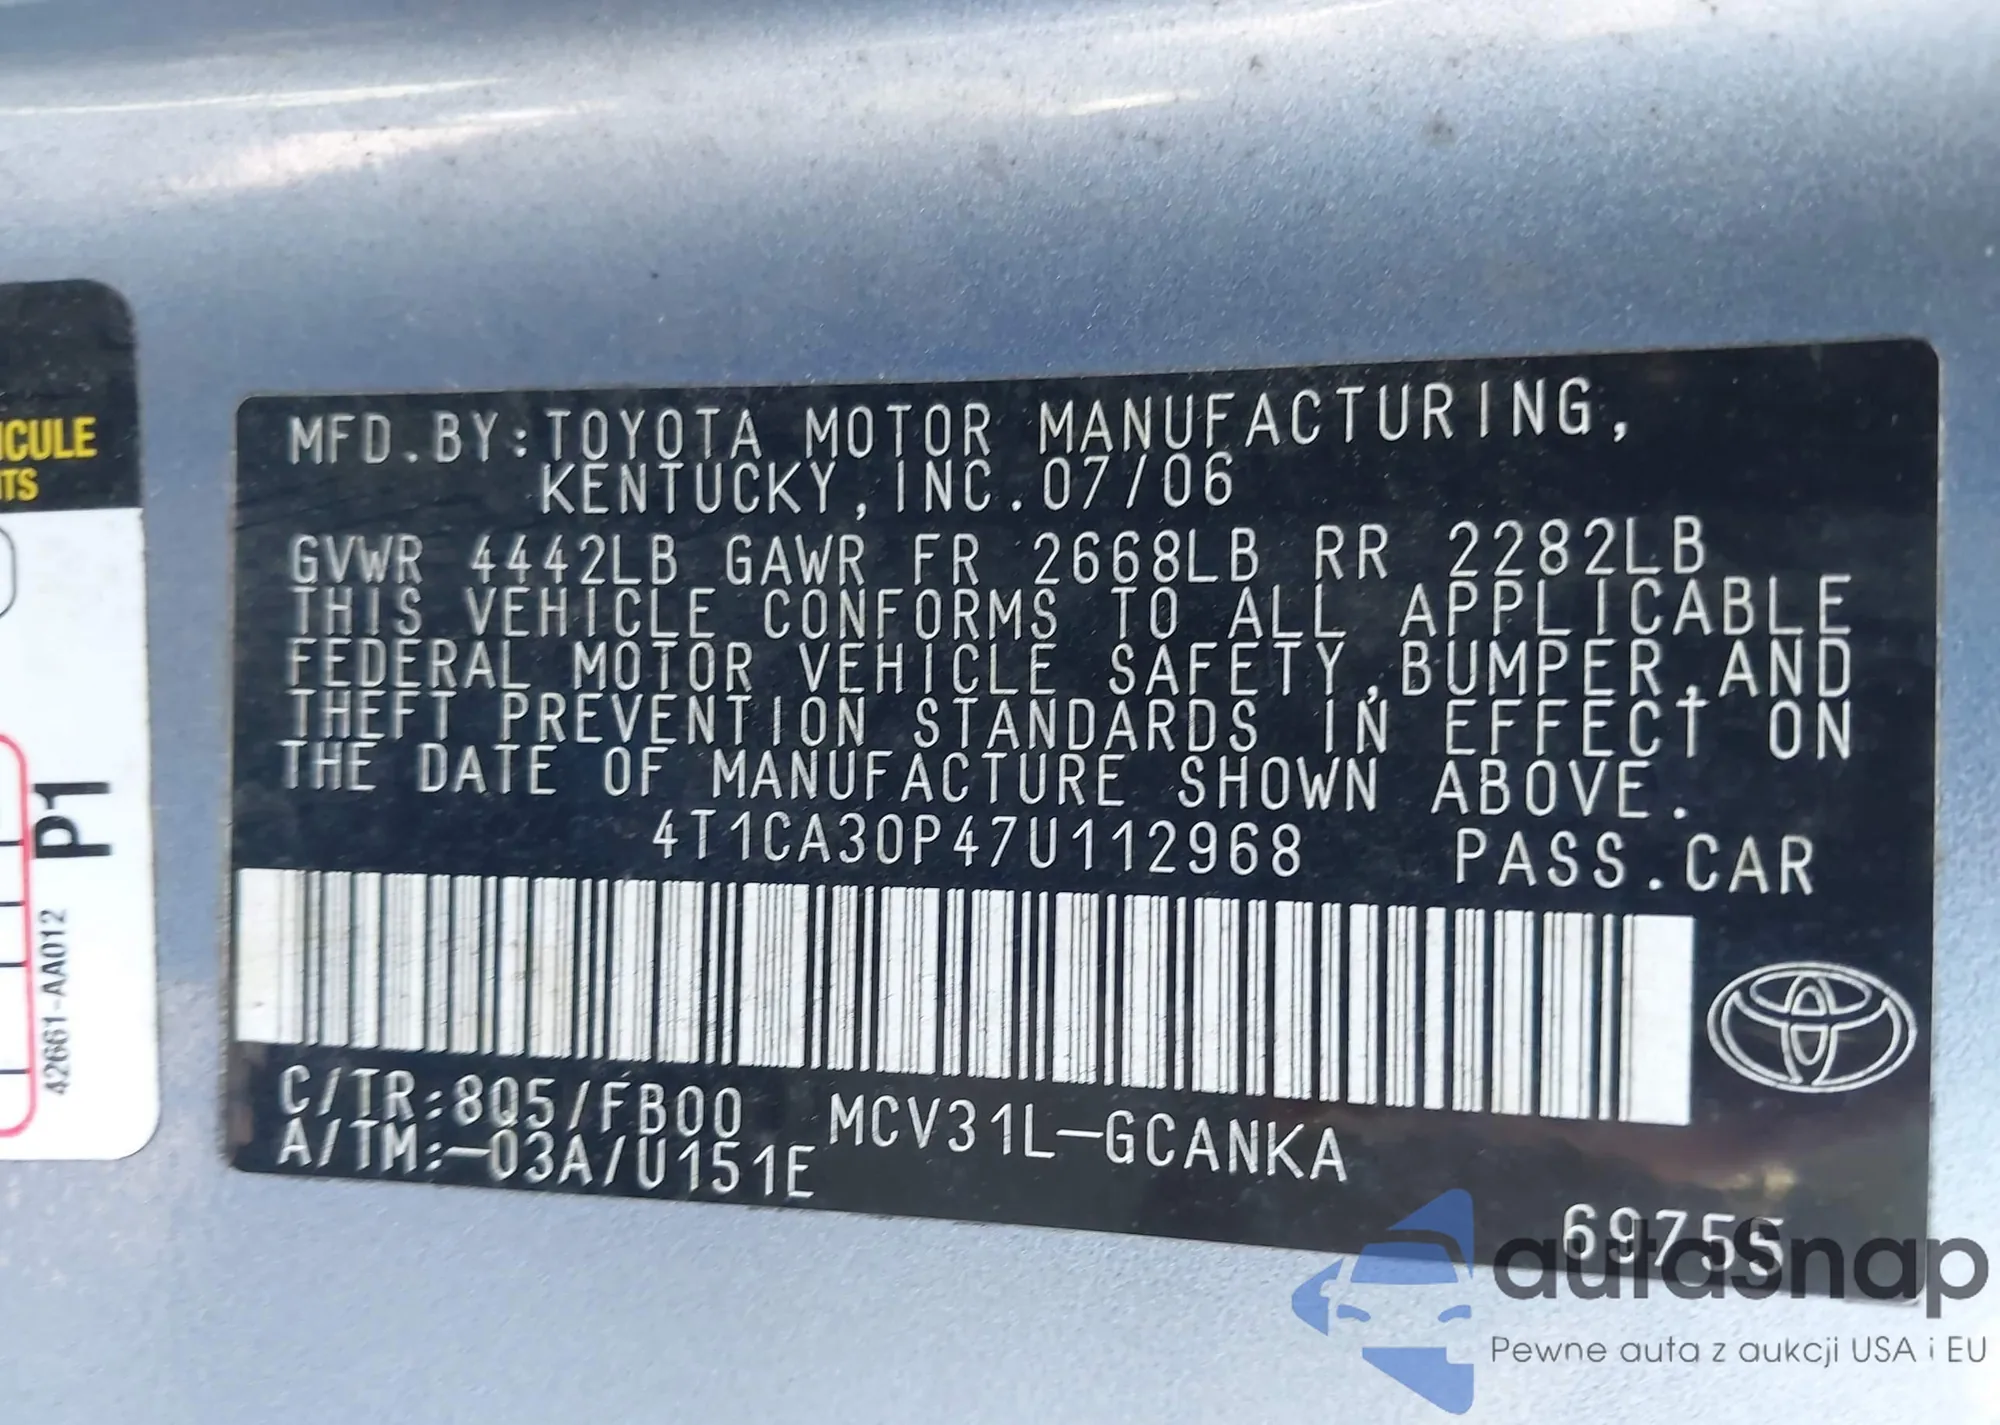 ICULE
ITS
P1
42661-AA012
MFD.BY:TOYOTA MOTOR MANUFACTURING,
KENTUCKY,INC.07/06
GVWR 4442LB GAWR FR 2668LB RR 2282LB
THIS VEHICLE CONFORMS TO ALL APPLICABLE
FEDERAL MOTOR VEHICLE SAFETY,BUMPER,AND
THEFT PREVENTION STANDARDS IN EFFECT ON
THE DATE OF MANUFACTURE SHOWN ABOVE.
4T1CA30P47U112968 PASS.CAR
C/TR:8Q5/FB00 MCV31L-GCANKA
A/TM:-03A/U151E
69755
autoSnap
Pewne auta z aukcji USA i EU